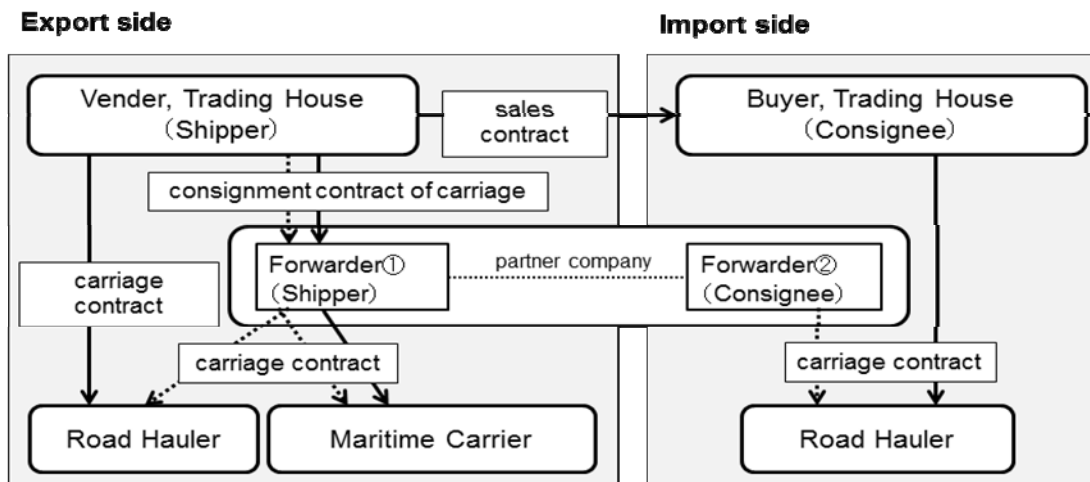 Export side
Import side
Vender, Trading House
（Shipper）
sales
contract
Buyer, Trading House
（Consignee）
consignment contract of carriage
Forwarder①
（Shipper）
partner company
Forwarder②
（Consignee）
carriage
contract
carriage contract
carriage contract
Road Hauler
Maritime Carrier
Road Hauler